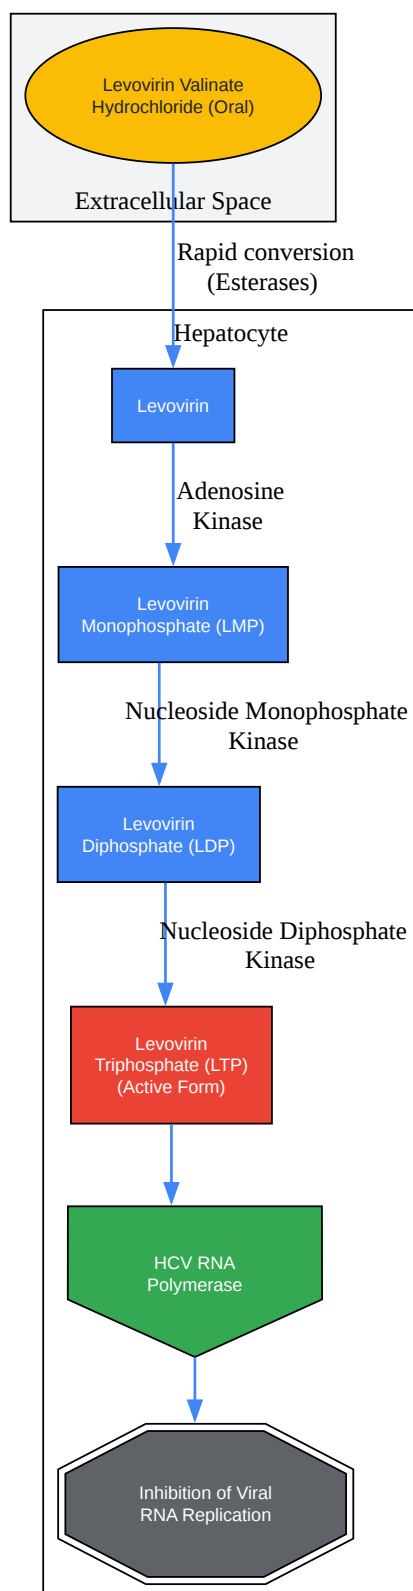 Levovirin Valinate
Hydrochloride (Oral)
Extracellular Space
Rapid conversion
(Esterases)
Hepatocyte
Levovirin
Adenosine
Kinase
Levovirin
Monophosphate (LMP)
Nucleoside Monophosphate
Kinase
Levovirin
Diphosphate (LDP)
Nucleoside Diphosphate
Kinase
Levovirin
Triphosphate (LTP)
(Active Form)
HCV RNA
Polymerase
Inhibition of Viral
RNA Replication